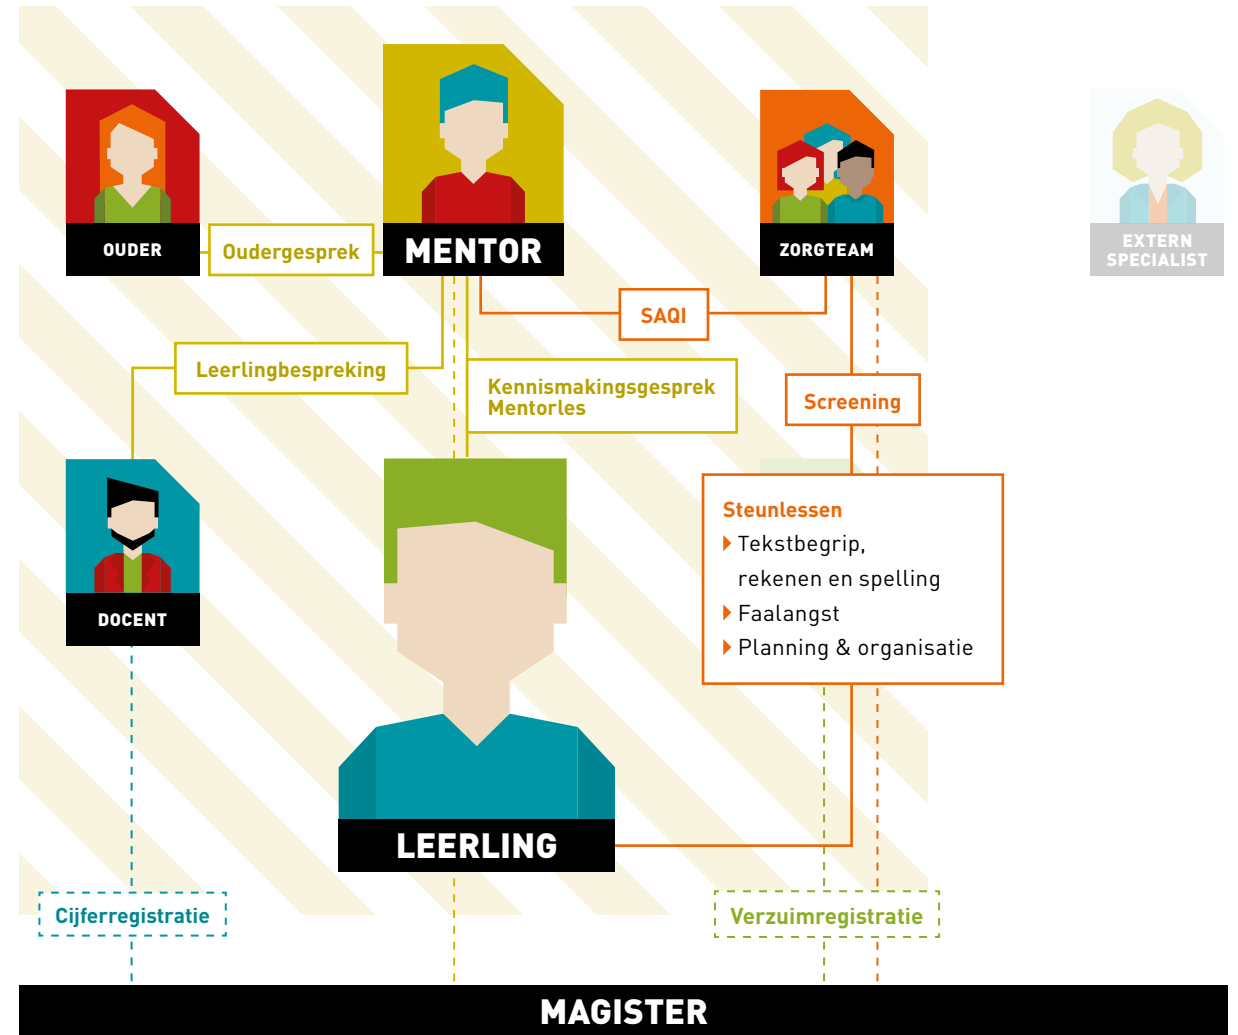 OUDER
Oudergesprek
MENTOR
ZORGTEAM
EXTERN
SPECIALIST
SAQI
Leerlingbespreking
Kennismakingsgesprek
Mentorles
Screening
Steunlessen
Tekstbegrip,
rekenen en spelling
Faalangst
Planning & organisatie
DOCENT
LEERLING
Cijferregistratie
Verzuimregistratie
MAGISTER